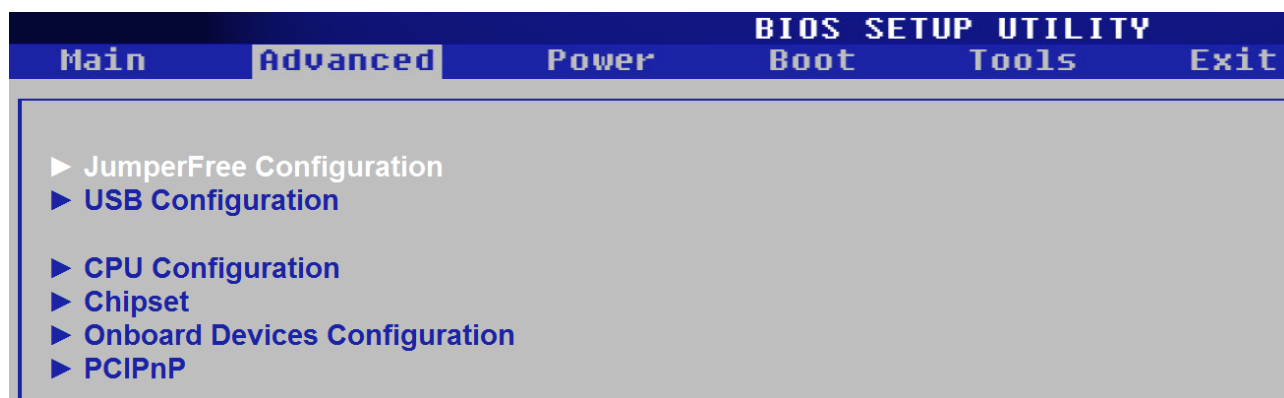 BIOS SETUP UTILITY
Main Advanced Power Boot Tools Exit
► JumperFree Configuration
► USB Configuration
► CPU Configuration
► Chipset
► Onboard Devices Configuration
► PCIPnP